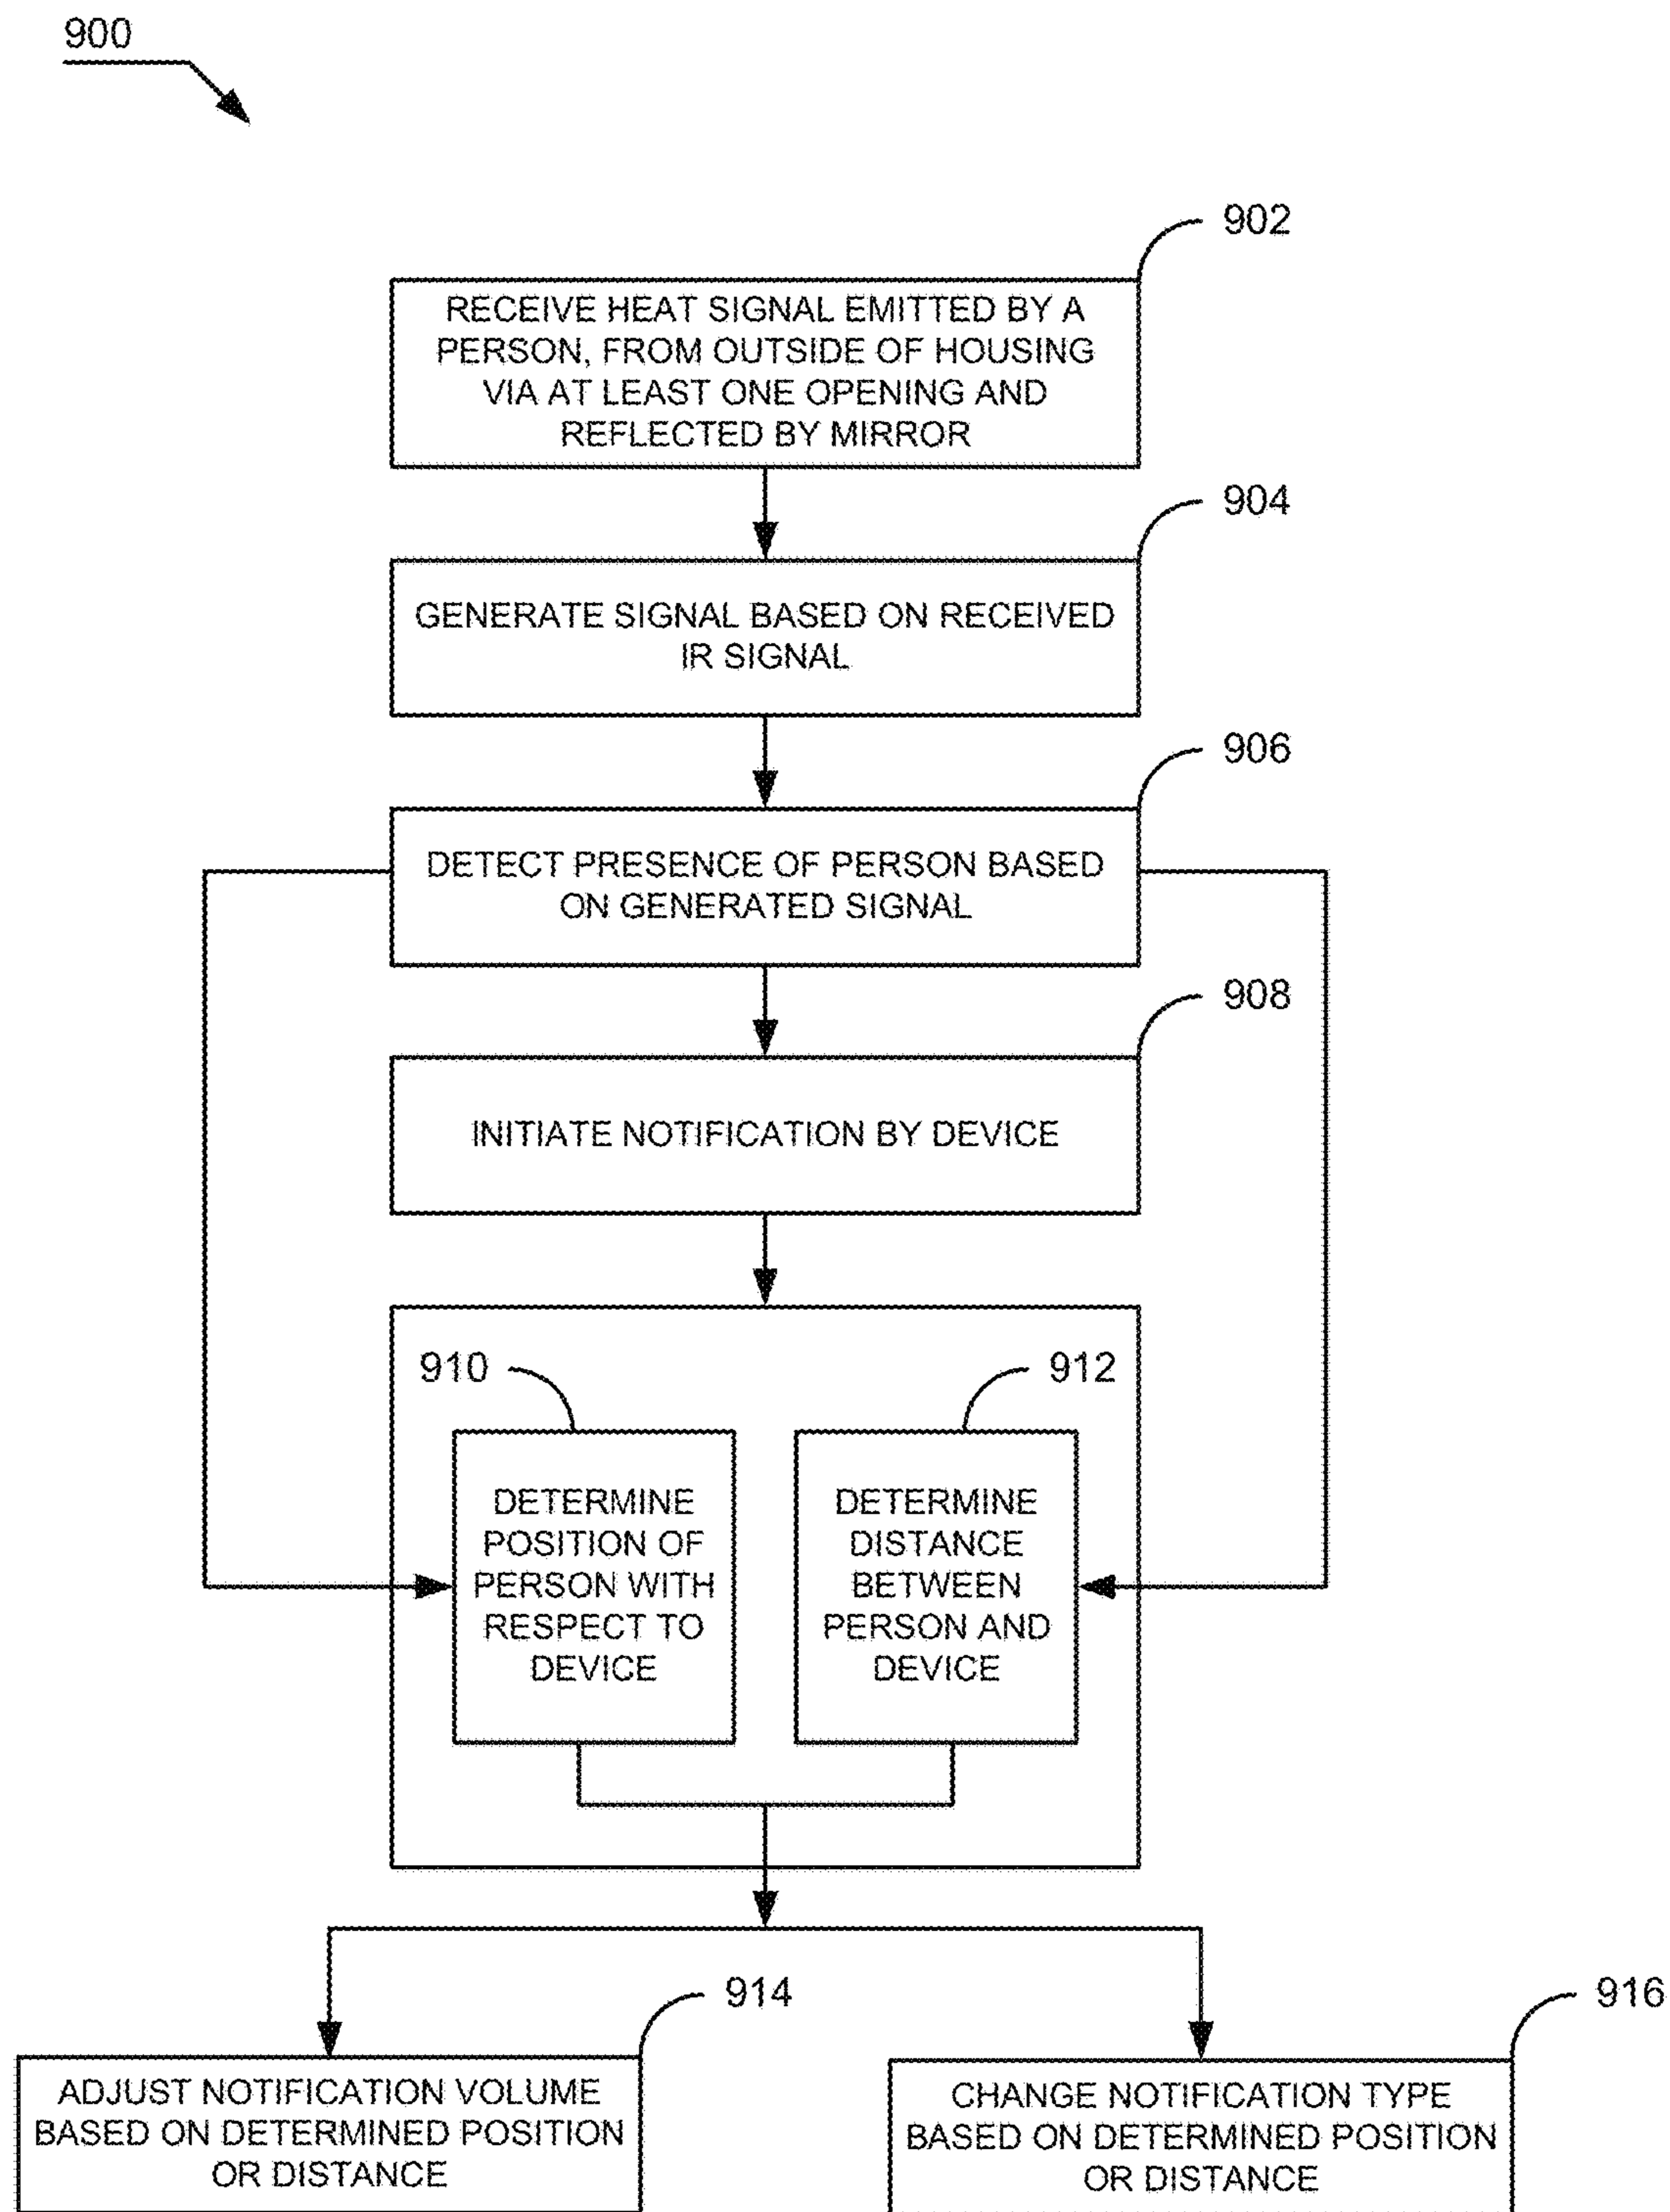 900
902
RECEIVE HEAT SIGNAL EMITTED BY A
PERSON, FROM OUTSIDE OF HOUSING
VIA AT LEAST ONE OPENING AND
REFLECTED BY MIRROR
904
GENERATE SIGNAL BASED ON RECEIVED
IR SIGNAL
906
DETECT PRESENCE OF PERSON BASED
ON GENERATED SIGNAL
908
INITIATE NOTIFICATION BY DEVICE
910
DETERMINE
POSITION OF
PERSON WITH
RESPECT TO
DEVICE
912
DETERMINE
DISTANCE
BETWEEN
PERSON AND
DEVICE
914
ADJUST NOTIFICATION VOLUME
BASED ON DETERMINED POSITION
OR DISTANCE
916
CHANGE NOTIFICATION TYPE
BASED ON DETERMINED POSITION
OR DISTANCE